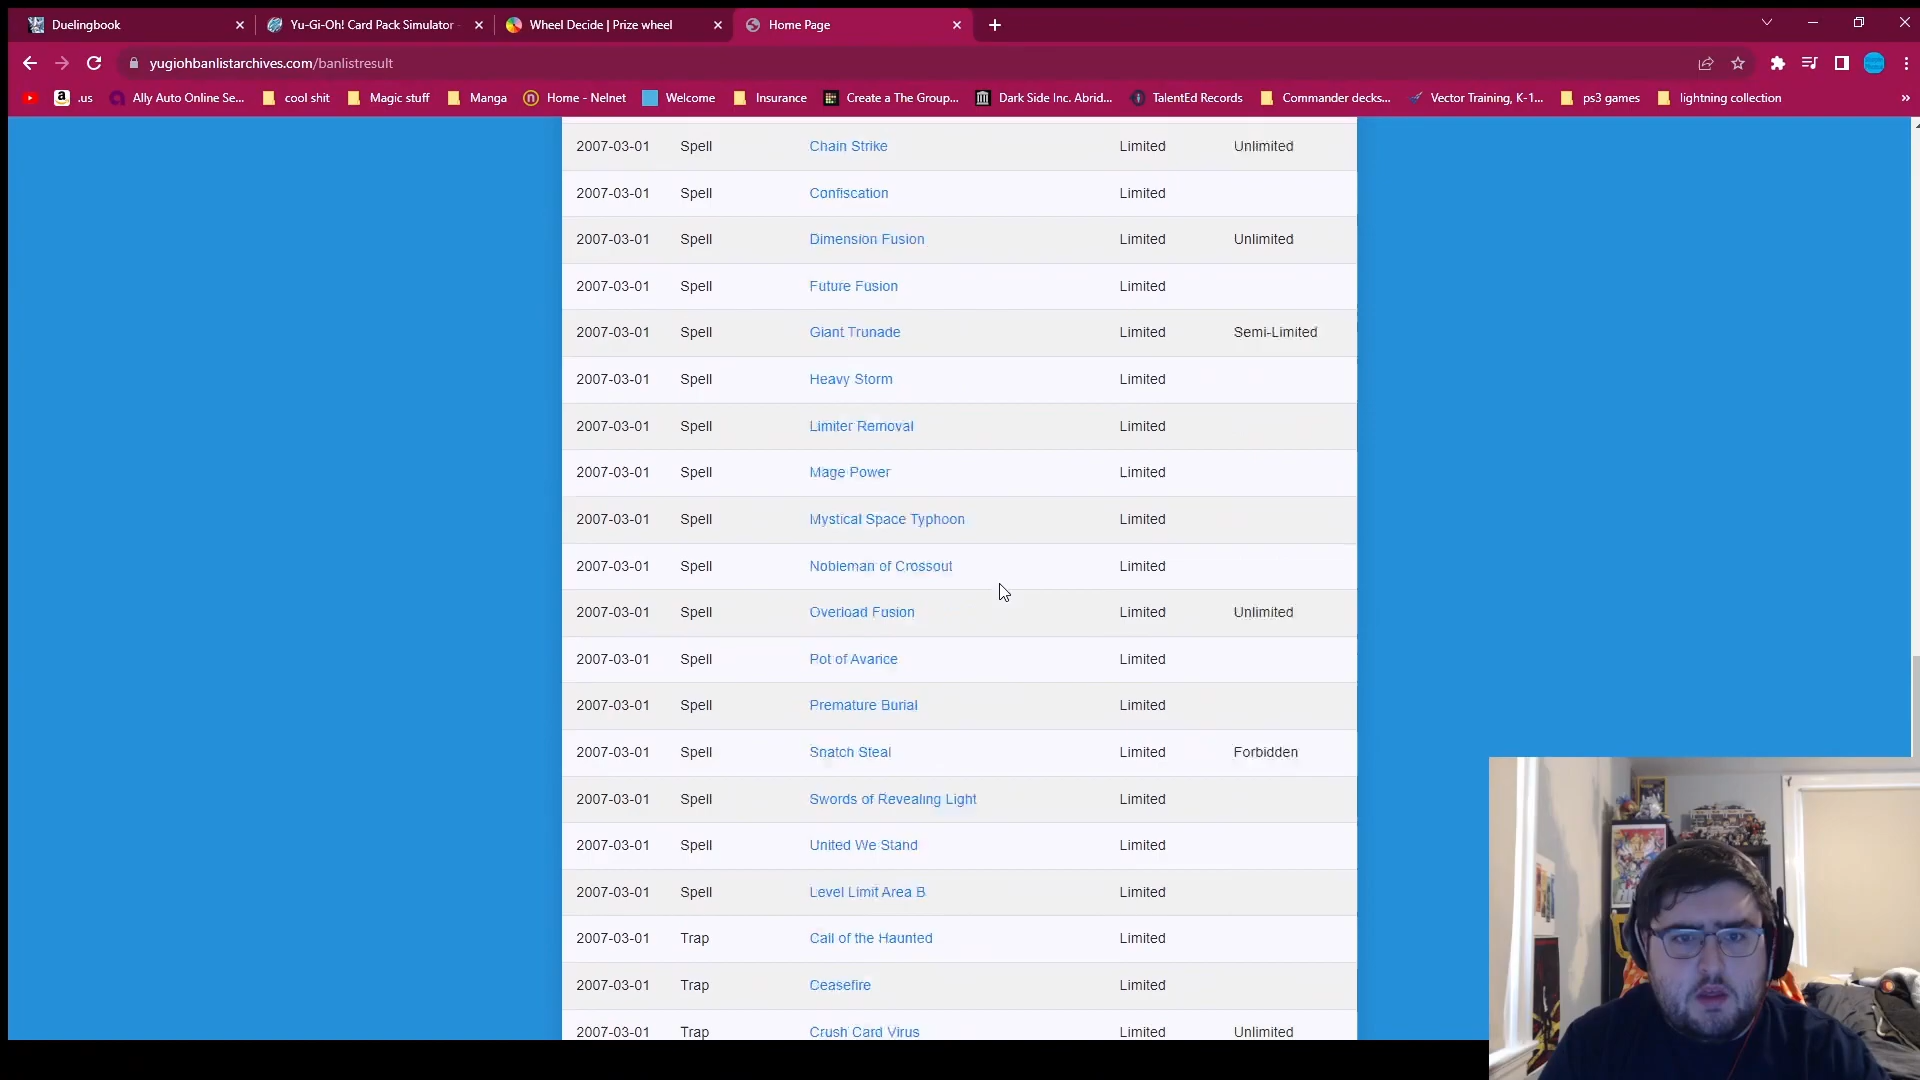 Duelingbook
Yu-Gi-Oh! Card Pack Simulator
Wheel Decide | Prize wheel
Home Page
yugiohbanlistarchives.com/banlistresult
.us
Ally Auto Online Se...
cool shit
Magic stuff
Manga
Home - Nelnet
Welcome
Insurance
Create a The Group...
Dark Side Inc. Abrid...
TalentEd Records
Commander decks...
Vector Training, K-1...
ps3 games
lightning collection
»
2007-03-01 Spell Chain Strike Limited Unlimited
2007-03-01 Spell Confiscation Limited
2007-03-01 Spell Dimension Fusion Limited Unlimited
2007-03-01 Spell Future Fusion Limited
2007-03-01 Spell Giant Trunade Limited Semi-Limited
2007-03-01 Spell Heavy Storm Limited
2007-03-01 Spell Limiter Removal Limited
2007-03-01 Spell Mage Power Limited
2007-03-01 Spell Mystical Space Typhoon Limited
2007-03-01 Spell Nobleman of Crossout Limited
2007-03-01 Spell Overload Fusion Limited Unlimited
2007-03-01 Spell Pot of Avarice Limited
2007-03-01 Spell Premature Burial Limited
2007-03-01 Spell Snatch Steal Limited Forbidden
2007-03-01 Spell Swords of Revealing Light Limited
2007-03-01 Spell United We Stand Limited
2007-03-01 Spell Level Limit Area B Limited
2007-03-01 Trap Call of the Haunted Limited
2007-03-01 Trap Ceasefire Limited
2007-03-01 Trap Crush Card Virus Limited Unlimited